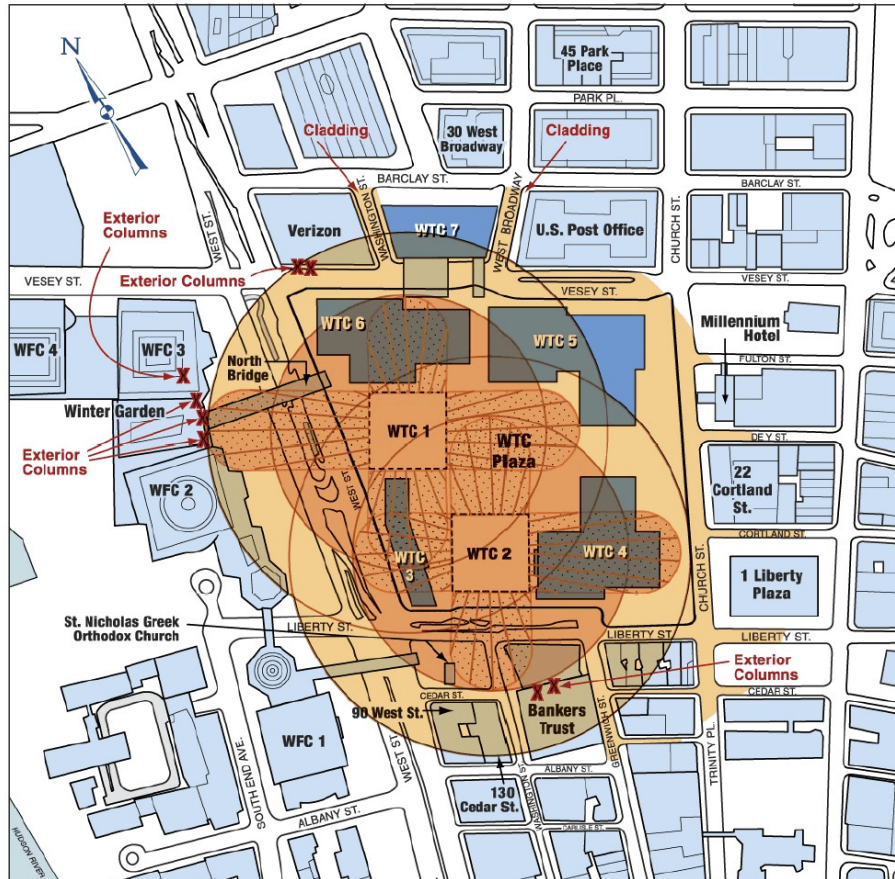 N
45 Park
Place
PARK PL.
Cladding
30 West
Broadway
Cladding
BARCLAY ST.
BARCLAY ST.
WASHINGTON ST.
WEST BROADWAY
WEST ST.
Exterior
Columns
Verizon
WTC 7
U.S. Post Office
CHURCH ST.
VESEY ST.
Exterior Columns
VESEY ST.
VESEY ST.
WTC 6
WTC 5
Millennium
Hotel
WFC 4
WFC 3
North
Bridge
FULTON ST.
Winter Garden
WTC 1
WTC
Plaza
DEY ST.
Exterior
Columns
WFC 2
WEST ST.
22
Cortland
St.
CORTLAND ST.
WTC
3
WTC 2
WTC 4
CHURCH ST.
1 Liberty
Plaza
St. Nicholas Greek
Orthodox Church
LIBERTY ST.
LIBERTY ST.
LIBERTY ST.
Exterior
Columns
CEDAR ST.
CEDAR ST.
90 West St.
Bankers
Trust
GREENWICH ST.
WFC 1
WEST ST.
TRINITY PL.
SOUTH END AVE.
130
Cedar St.
WASHINGTON ST.
ALBANY ST.
ALBANY ST.
CARLISLE ST.
HUDSON RIVER